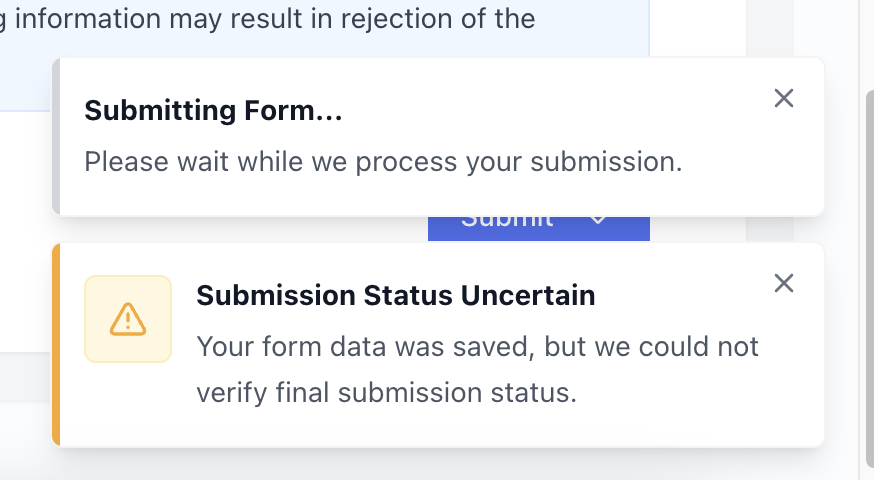 information may result in rejection of the
Submitting Form...
Please wait while we process your submission.
Submit
Submission Status Uncertain
Your form data was saved, but we could not
verify final submission status.